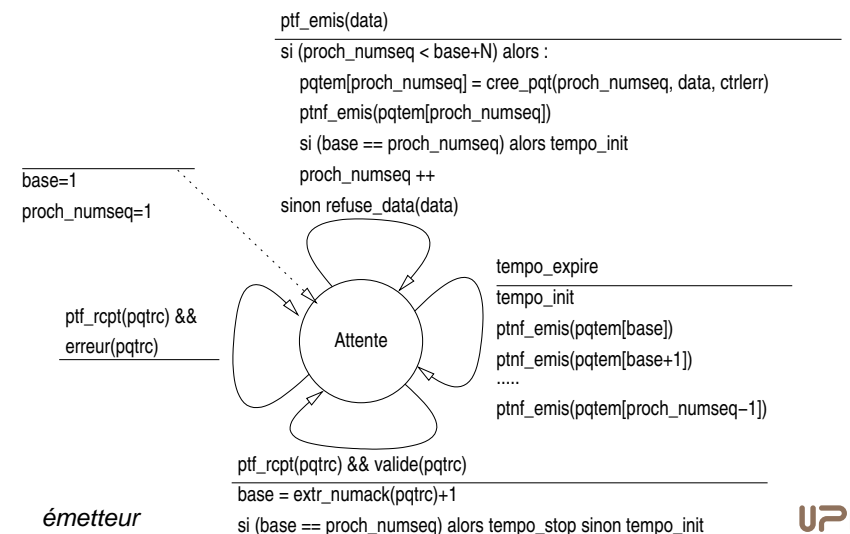 ptf_emis(data)
si (proch_numseq < base+N) alors :
pqtem[proch_numseq] = cree_pqt(proch_numseq, data, ctrlerr)
ptnf_emis(pqtem[proch_numseq])
si (base == proch_numseq) alors tempo_init
proch_numseq ++
sinon refuse_data(data)
base=1
proch_numseq=1
tempo_expire
tempo_init
ptnf_emis(pqtem[base])
ptnf_emis(pqtem[base+1])
.....
ptnf_emis(pqtem[proch_numseq−1])
ptf_rcpt(pqtrc) &&
erreur(pqtrc)
Attente
ptf_rcpt(pqtrc) && valide(pqtrc)
base = extr_numack(pqtrc)+1
si (base == proch_numseq) alors tempo_stop sinon tempo_init
émetteur
UP